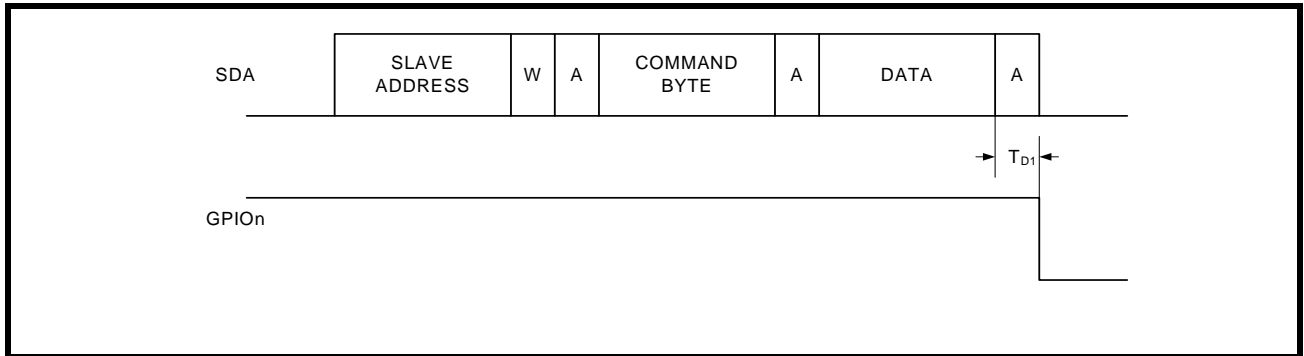 SDA
SLAVE
ADDRESS
W
A
COMMAND
BYTE
A
DATA
A
TD1
GPIOn